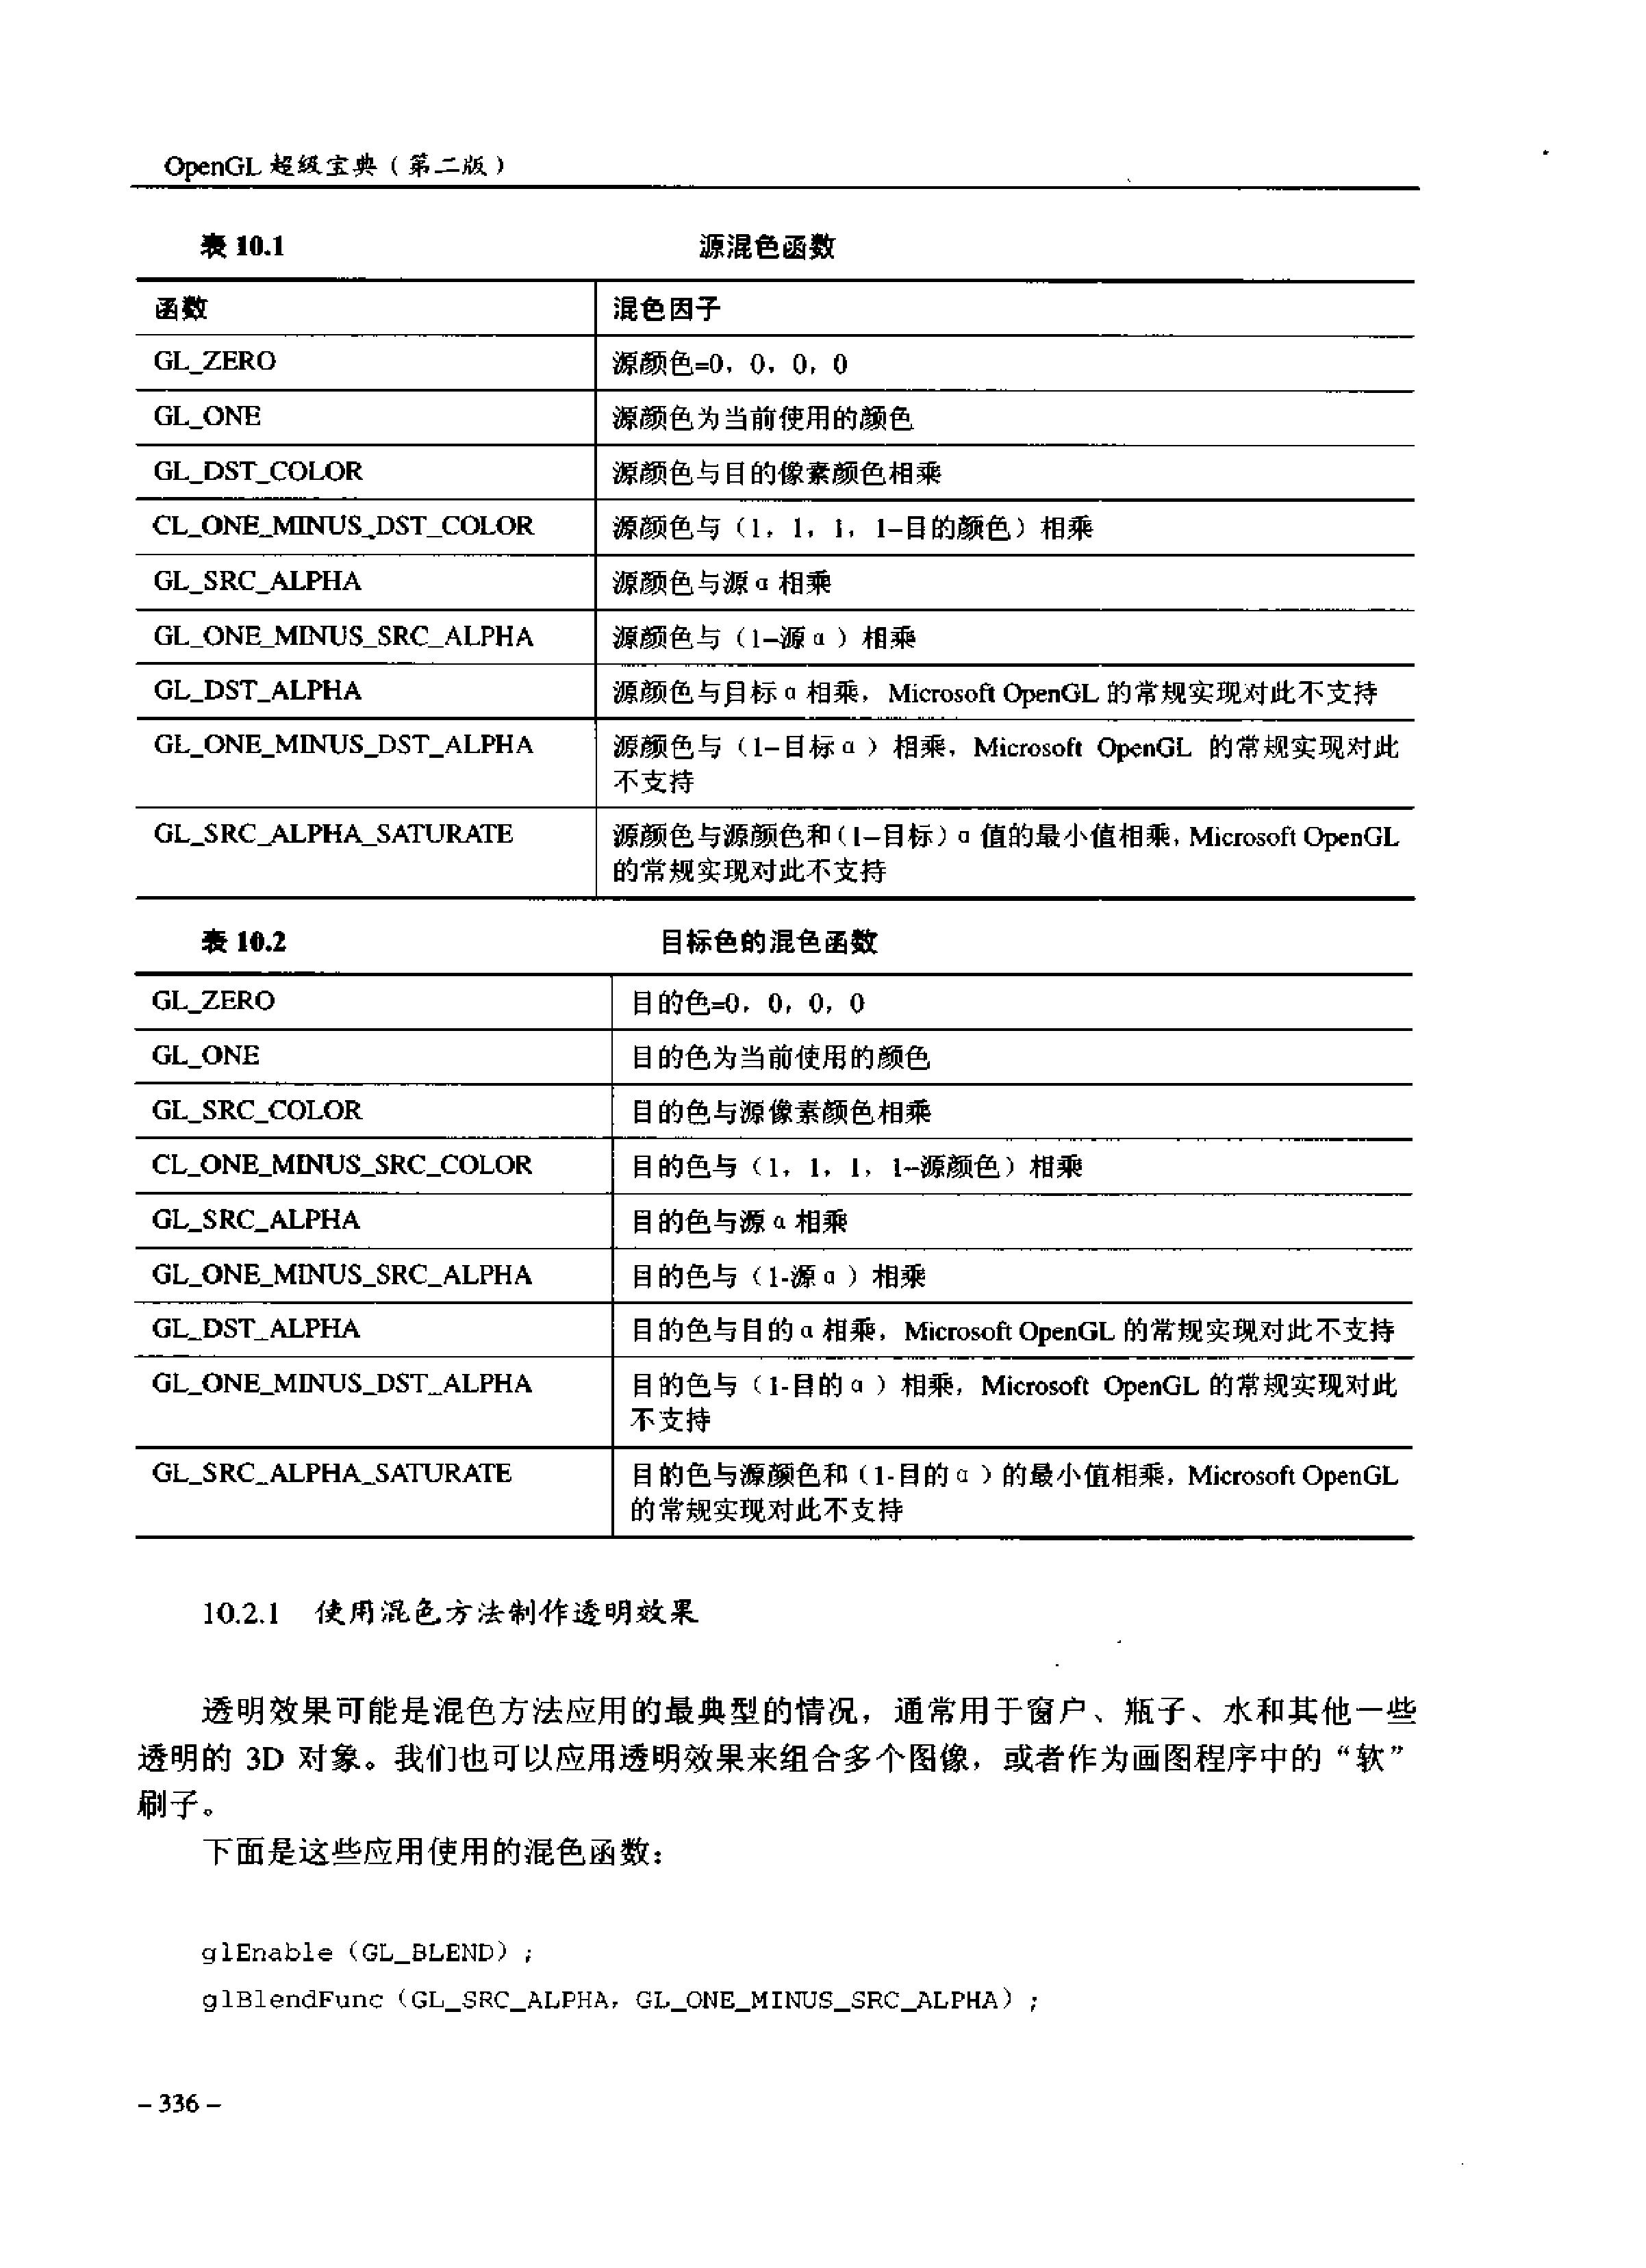 OpenGL 超级宝典（第二版）
表 10.1 源混色函数
函数 混色因子
GL_ZERO 源颜色=0，0，0，0
GL_ONE 源颜色为当前使用的颜色
GL_DST_COLOR 源颜色与目的像素颜色相乘
CL_ONE_MINUS_DST_COLOR 源颜色与（1，1，1，1–目的颜色）相乘
GL_SRC_ALPHA 源颜色与源 α 相乘
GL_ONE_MINUS_SRC_ALPHA 源颜色与（1–源 α ）相乘
GL_DST_ALPHA 源颜色与目标 α 相乘，Microsoft OpenGL 的常规实现对此不支持
GL_ONE_MINUS_DST_ALPHA 源颜色与（1–目标 α ）相乘，Microsoft OpenGL 的常规实现对此
不支持
GL_SRC_ALPHA_SATURATE 源颜色与源颜色和（1–目标）α 值的最小值相乘，Microsoft OpenGL
的常规实现对此不支持
表 10.2 目标色的混色函数
GL_ZERO 目的色=0，0，0，0
GL_ONE 目的色为当前使用的颜色
GL_SRC_COLOR 目的色与源像素颜色相乘
CL_ONE_MINUS_SRC_COLOR 目的色与（1，1，1，1–源颜色）相乘
GL_SRC_ALPHA 目的色与源 α 相乘
GL_ONE_MINUS_SRC_ALPHA 目的色与（1-源 α ）相乘
GL_DST_ALPHA 目的色与目的 α 相乘，Microsoft OpenGL 的常规实现对此不支持
GL_ONE_MINUS_DST_ALPHA 目的色与（1-目的 α ）相乘，Microsoft OpenGL 的常规实现对此
不支持
GL_SRC_ALPHA_SATURATE 目的色与源颜色和（1-目的 α ）的最小值相乘，Microsoft OpenGL
的常规实现对此不支持
10.2.1 使用混色方法制作透明效果
透明效果可能是混色方法应用的最典型的情况，通常用于窗户、瓶子、水和其他一些
透明的 3D 对象。我们也可以应用透明效果来组合多个图像，或者作为画图程序中的“软”
刷子。
下面是这些应用使用的混色函数：
glEnable（GL_BLEND）;
glBlendFunc（GL_SRC_ALPHA，GL_ONE_MINUS_SRC_ALPHA）;
– 336 –